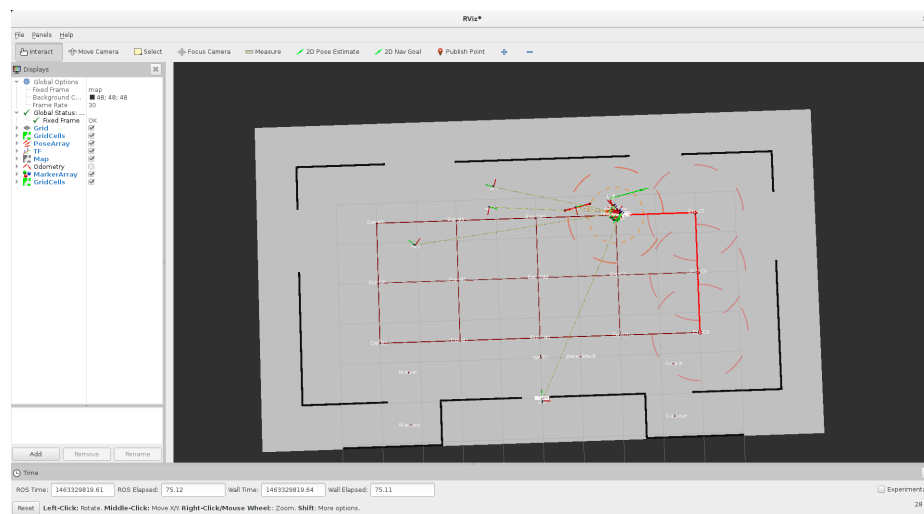 RViz*
File Panels Help
Interact Move Camera Select Focus Camera Measure 2D Pose Estimate 2D Nav Goal Publish Point
Displays
Global Options
Fixed Frame map
Background C... 48; 48; 48
Frame Rate 30
Global Status: ...
Fixed Frame OK
Grid
GridCells
PoseArray
TF
Map
Odometry
MarkerArray
GridCells
Add Remove Rename
Time
ROS Time: 1463329819.61 ROS Elapsed: 75.12 Wall Time: 1463329819.64 Wall Elapsed: 75.11 Experimental
Reset Left-Click: Rotate. Middle-Click: Move X/Y. Right-Click/Mouse Wheel:: Zoom. Shift: More options. 28